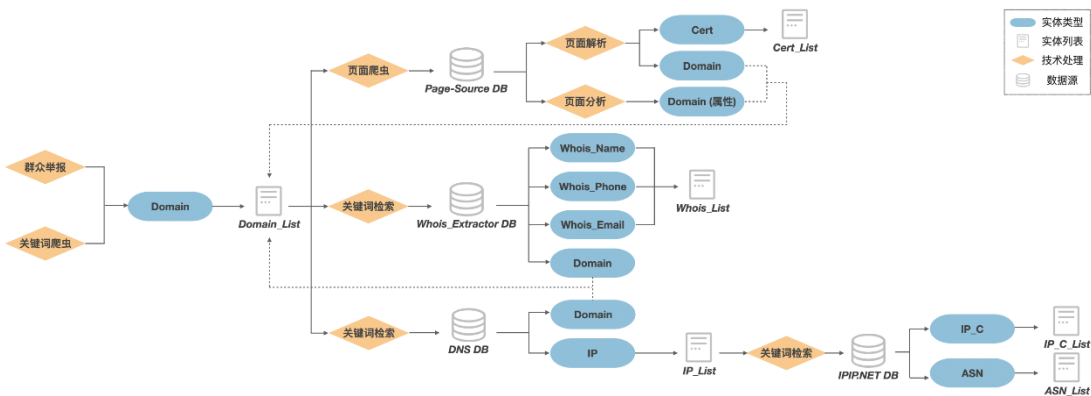 实体类型
实体列表
技术处理
数据源
页面爬虫
Page-Source DB
页面解析
Cert
Cert_List
Domain
页面分析
Domain (属性)
群众举报
关键词爬虫
Domain
Domain_List
关键词检索
Whois_Extractor DB
Whois_Name
Whois_Phone
Whois_Email
Domain
Whois_List
关键词检索
DNS DB
Domain
IP
IP_List
关键词检索
IPIP.NET DB
IP_C
IP_C_List
ASN
ASN_List